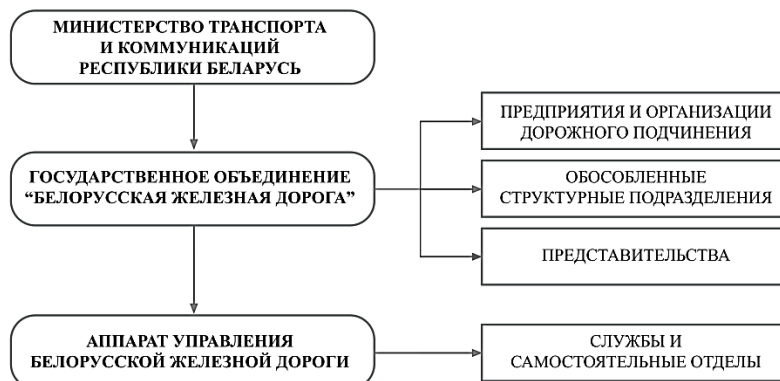 МИНИСТЕРСТВО ТРАНСПОРТА
И КОММУНИКАЦИЙ
РЕСПУБЛИКИ БЕЛАРУСЬ
ПРЕДПРИЯТИЯ И ОРГАНИЗАЦИИ
ДОРОЖНОГО ПОДЧИНЕНИЯ
ГОСУДАРСТВЕННОЕ ОБЪЕДИНЕНИЕ
“БЕЛОРУССКАЯ ЖЕЛЕЗНАЯ ДОРОГА”
ОБОСОБЛЕННЫЕ
СТРУКТУРНЫЕ ПОДРАЗДЕЛЕНИЯ
ПРЕДСТАВИТЕЛЬСТВА
АППАРАТ УПРАВЛЕНИЯ
БЕЛОРУССКОЙ ЖЕЛЕЗНОЙ ДОРОГИ
СЛУЖБЫ И
САМОСТОЯТЕЛЬНЫЕ ОТДЕЛЫ